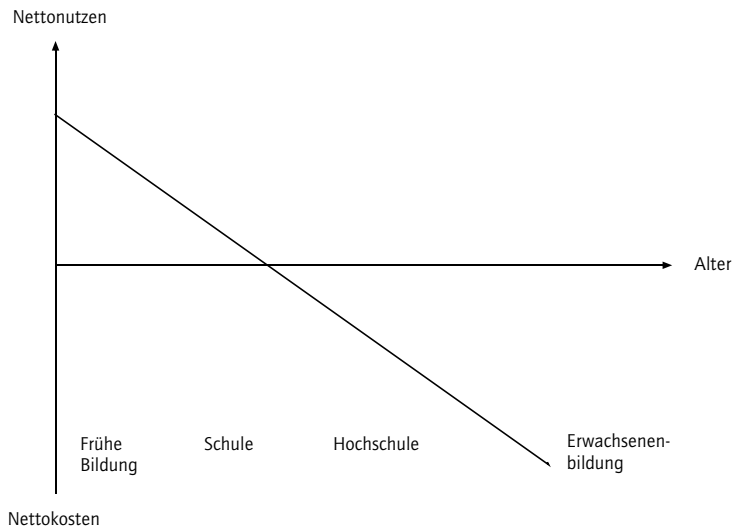 Nettonutzen
Alter
Frühe
Bildung
Schule
Hochschule
Erwachsenen-
bildung
Nettokosten